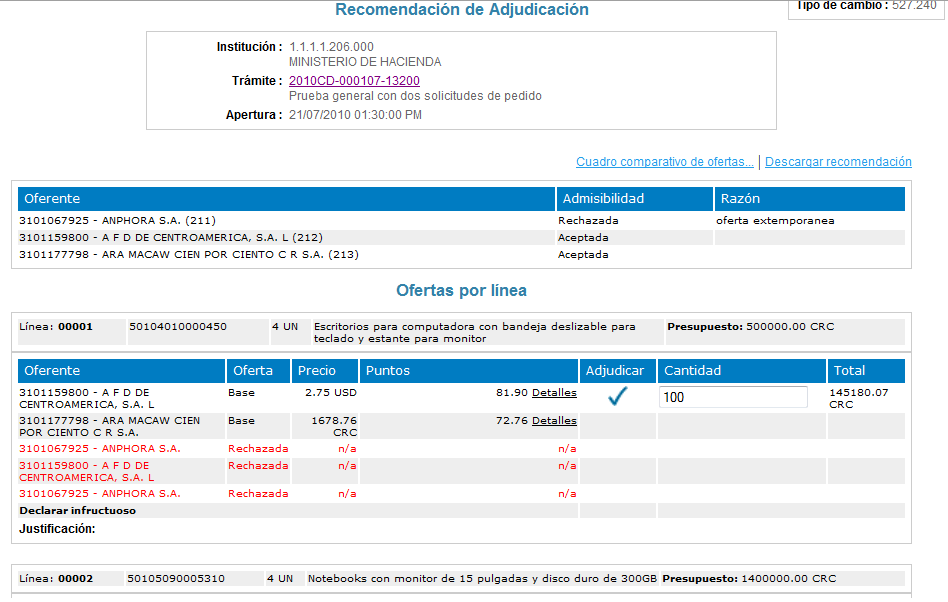 Recomendación de Adjudicación
Tipo de cambio : 527.240
Institución : 1.1.1.1.206.000
MINISTERIO DE HACIENDA
Trámite : 2010CD-000107-13200
Prueba general con dos solicitudes de pedido
Apertura : 21/07/2010 01:30:00 PM
Cuadro comparativo de ofertas... | Descargar recomendación
Oferente Admisibilidad Razón
3101067925 - ANPHORA S.A. (211) Rechazada oferta extemporanea
3101159800 - A F D DE CENTROAMERICA, S.A. L (212) Aceptada
3101177798 - ARA MACAW CIEN POR CIENTO C R S.A. (213) Aceptada
Ofertas por línea
Línea: 00001 50104010000450 4 UN Escritorios para computadora con bandeja deslizable para Presupuesto: 500000.00 CRC
teclado y estante para monitor
Oferente Oferta Precio Puntos Adjudicar Cantidad Total
3101159800 - A F D DE Base 2.75 USD 81.90 Detalles 100 145180.07
CENTROAMERICA, S.A. L CRC
3101177798 - ARA MACAW CIEN Base 1678.76 72.76 Detalles
POR CIENTO C R S.A. CRC
3101067925 - ANPHORA S.A. Rechazada n/a n/a
3101159800 - A F D DE Rechazada n/a n/a
CENTROAMERICA, S.A. L
3101067925 - ANPHORA S.A. Rechazada n/a n/a
Declarar infructuoso
Justificación:
Línea: 00002 50105090005310 4 UN Notebooks con monitor de 15 pulgadas y disco duro de 300GB Presupuesto: 1400000.00 CRC